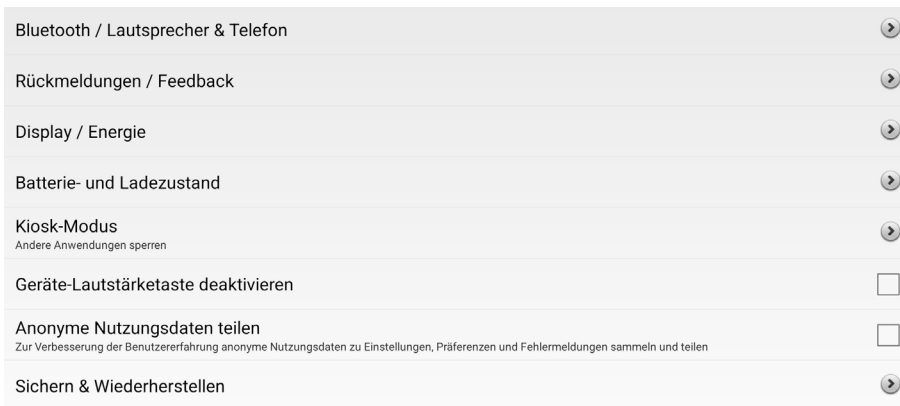 Bluetooth / Lautsprecher & Telefon
Rückmeldungen / Feedback
Display / Energie
Batterie- und Ladezustand
Kiosk-Modus
Andere Anwendungen sperren
Geräte-Lautstärketaste deaktivieren
Anonyme Nutzungsdaten teilen
Zur Verbesserung der Benutzererfahrung anonyme Nutzungsdaten zu Einstellungen, Präferenzen und Fehlermeldungen sammeln und teilen
Sichern & Wiederherstellen